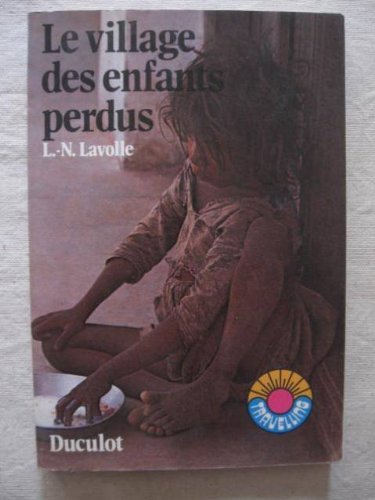 Le village
des enfants
perdus
L.-N. Lavolle
TRAVELLING
Duculot